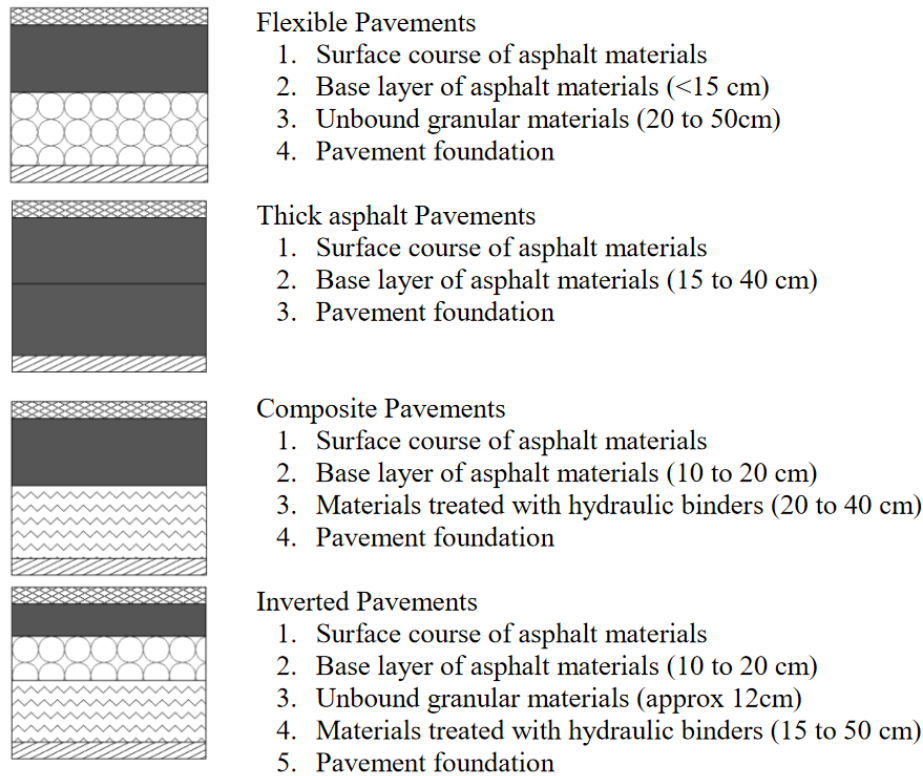 Flexible Pavements
1. Surface course of asphalt materials
2. Base layer of asphalt materials (<15 cm)
3. Unbound granular materials (20 to 50cm)
4. Pavement foundation
Thick asphalt Pavements
1. Surface course of asphalt materials
2. Base layer of asphalt materials (15 to 40 cm)
3. Pavement foundation
Composite Pavements
1. Surface course of asphalt materials
2. Base layer of asphalt materials (10 to 20 cm)
3. Materials treated with hydraulic binders (20 to 40 cm)
4. Pavement foundation
Inverted Pavements
1. Surface course of asphalt materials
2. Base layer of asphalt materials (10 to 20 cm)
3. Unbound granular materials (approx 12cm)
4. Materials treated with hydraulic binders (15 to 50 cm)
5. Pavement foundation